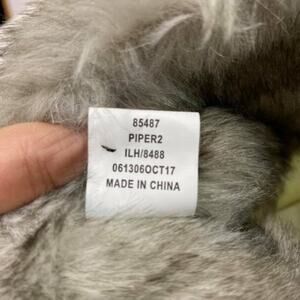 85487
PIPER2
ILH/8488
061306OCT17
MADE IN CHINA